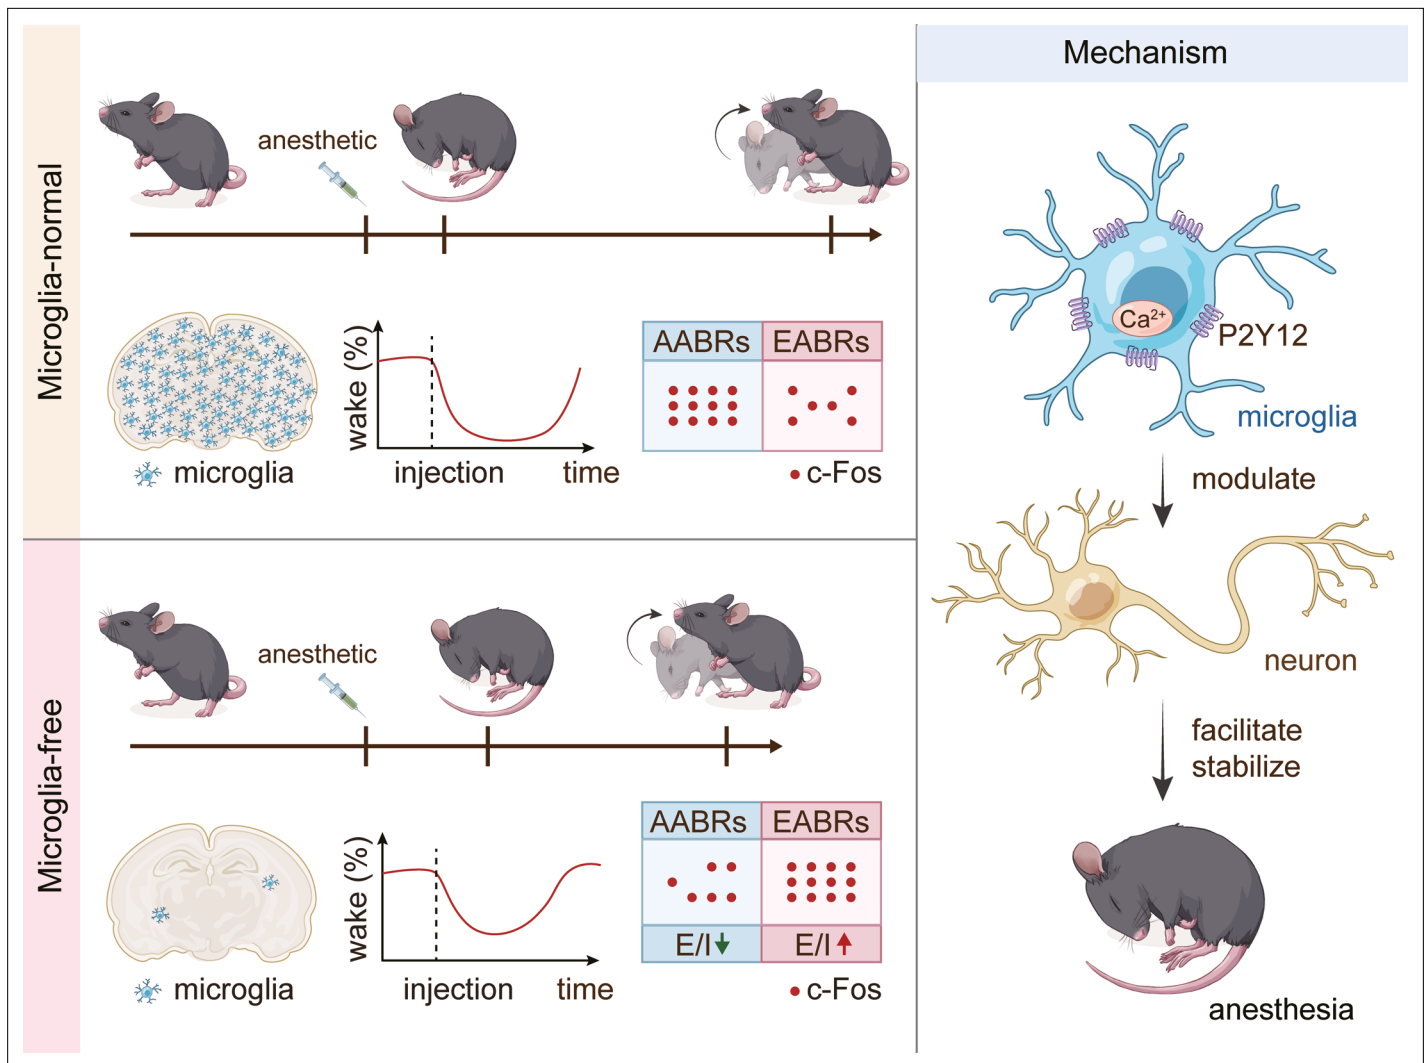 Microglia-normal
anesthetic
wake (%)
injection
time
microglia
AABRs
EABRs
c-Fos
Microglia-free
anesthetic
wake (%)
injection
time
microglia
AABRs
EABRs
E/I
E/I
c-Fos
Mechanism
Ca²⁺
P2Y12
microglia
modulate
neuron
facilitate
stabilize
anesthesia